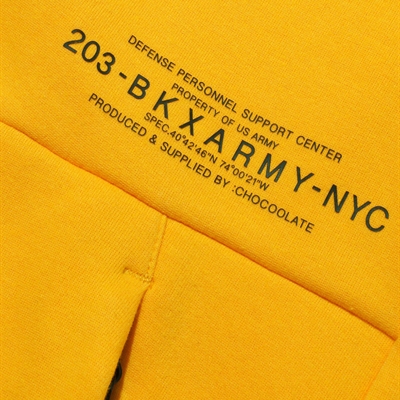 DEFENSE PERSONNEL SUPPORT CENTER
PROPERTY OF US ARMY
203-BKXARMY-NYC
SPEC.40°42'46"N 74°00'21"W
PRODUCED & SUPPLIED BY :CHOCOOLATE